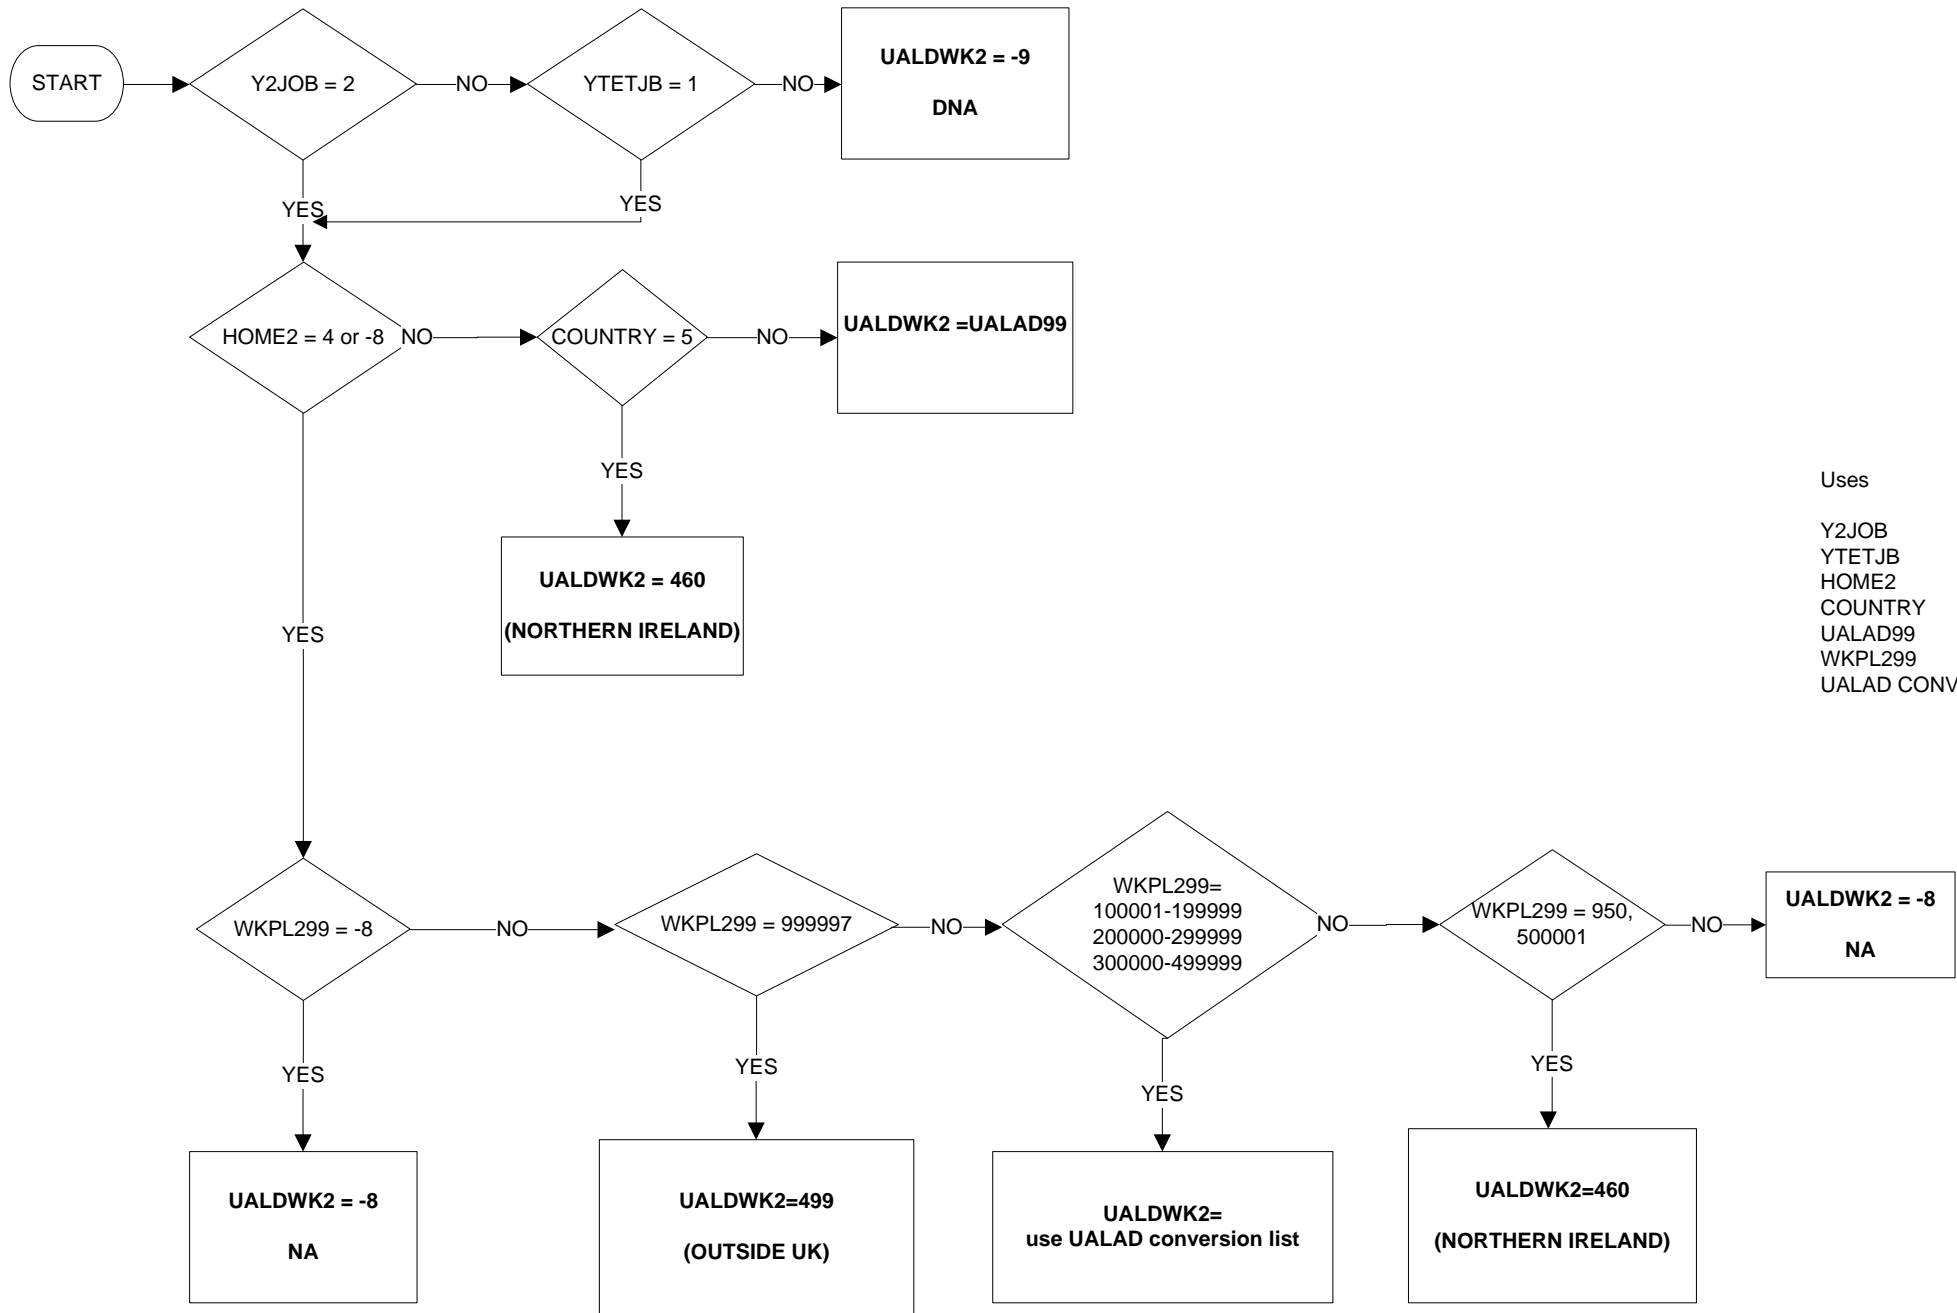 START
Y2JOB = 2
NO
YTETJB = 1
NO
UALDWK2 = -9
DNA
YES
YES
HOME2 = 4 or -8
NO
COUNTRY = 5
NO
UALDWK2 =UALAD99
YES
UALDWK2 = 460
(NORTHERN IRELAND)
YES
Uses
Y2JOB
YTETJB
HOME2
COUNTRY
UALAD99
WKPL299
UALAD CONV
WKPL299 = -8
NO
WKPL299 = 999997
NO
WKPL299=
100001-199999
200000-299999
300000-499999
NO
WKPL299 = 950,
500001
NO
UALDWK2 = -8
NA
YES
YES
YES
YES
UALDWK2 = -8
NA
UALDWK2=499
(OUTSIDE UK)
UALDWK2=
use UALAD conversion list
UALDWK2=460
(NORTHERN IRELAND)